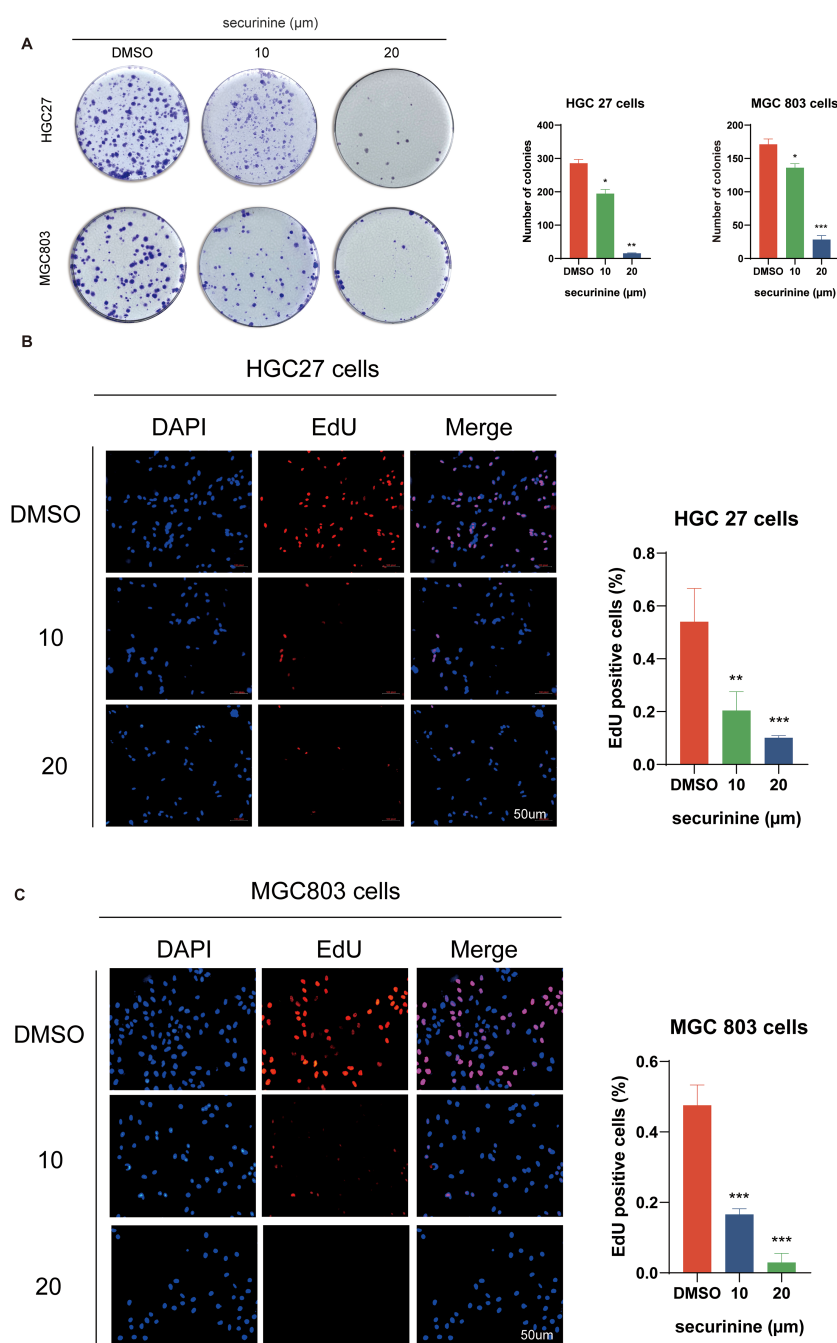 securinine (μm)
A
DMSO 10 20
HGC27
MGC803
HGC 27 cells
Number of colonies
400
300
200
100
0
*
**
DMSO 10 20
securinine (μm)
MGC 803 cells
Number of colonies
200
150
100
50
0
*
***
DMSO 10 20
securinine (μm)
B
HGC27 cells
DAPI EdU Merge
DMSO
10
20
50um
HGC 27 cells
EdU positive cells (%)
0.8
0.6
0.4
0.2
0.0
**
***
DMSO 10 20
securinine (μm)
C
MGC803 cells
DAPI EdU Merge
DMSO
10
20
50um
MGC 803 cells
EdU positive cells (%)
0.6
0.4
0.2
0.0
***
***
DMSO 10 20
securinine (μm)